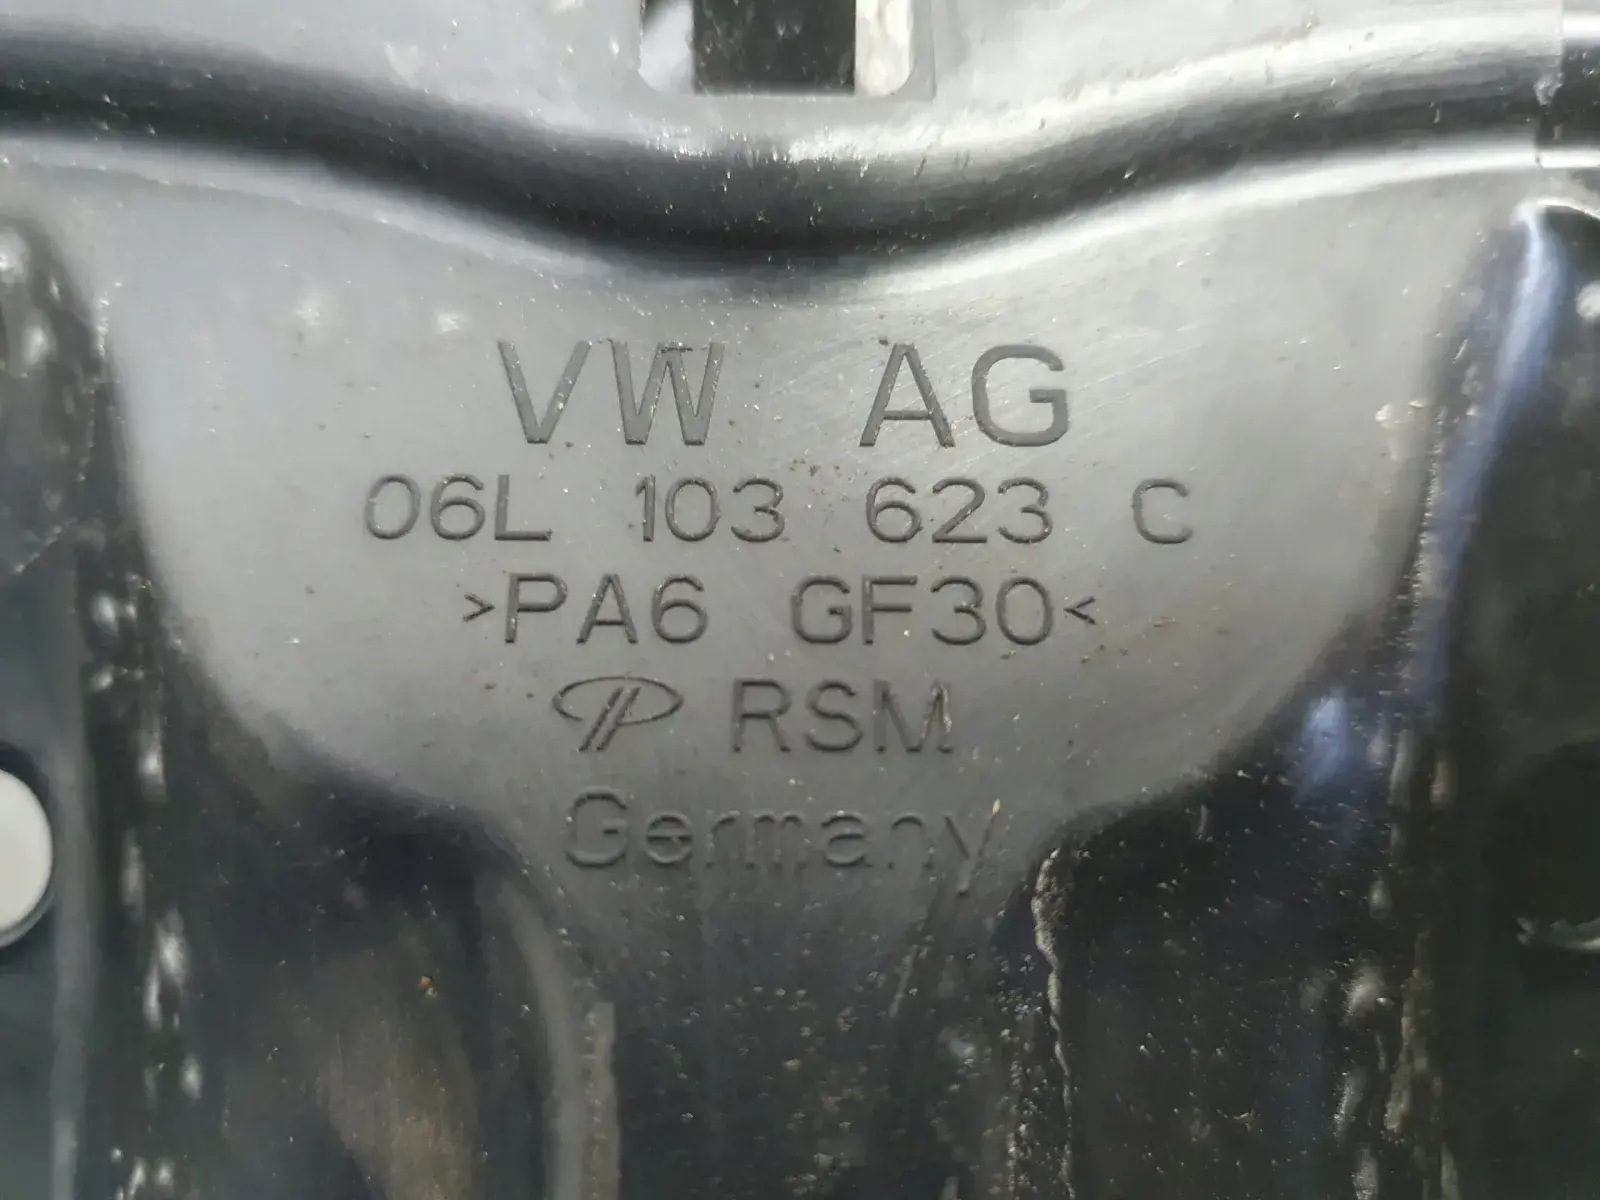 VW AG
06L 103 623 C
>PA6 GF30<
RSM
Germany